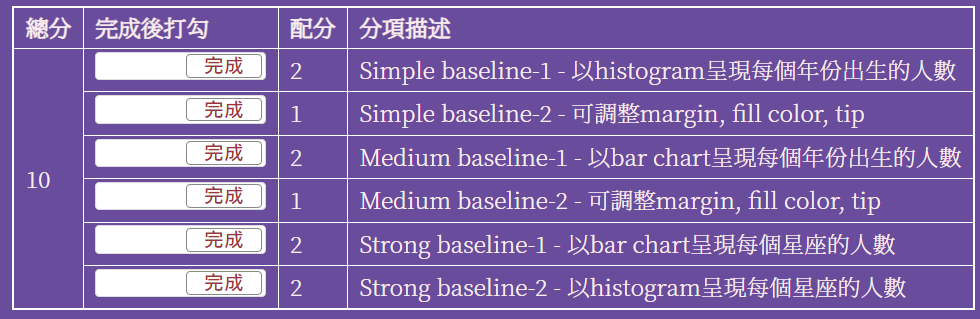 總分 完成後打勾 配分 分項描述
完成 2 Simple baseline-1 - 以histogram呈現每個年份出生的人數
完成 1 Simple baseline-2 - 可調整margin, fill color, tip
完成 2 Medium baseline-1 - 以bar chart呈現每個年份出生的人數
10
完成 1 Medium baseline-2 - 可調整margin, fill color, tip
完成 2 Strong baseline-1 - 以bar chart呈現每個星座的人數
完成 2 Strong baseline-2 - 以histogram呈現每個星座的人數